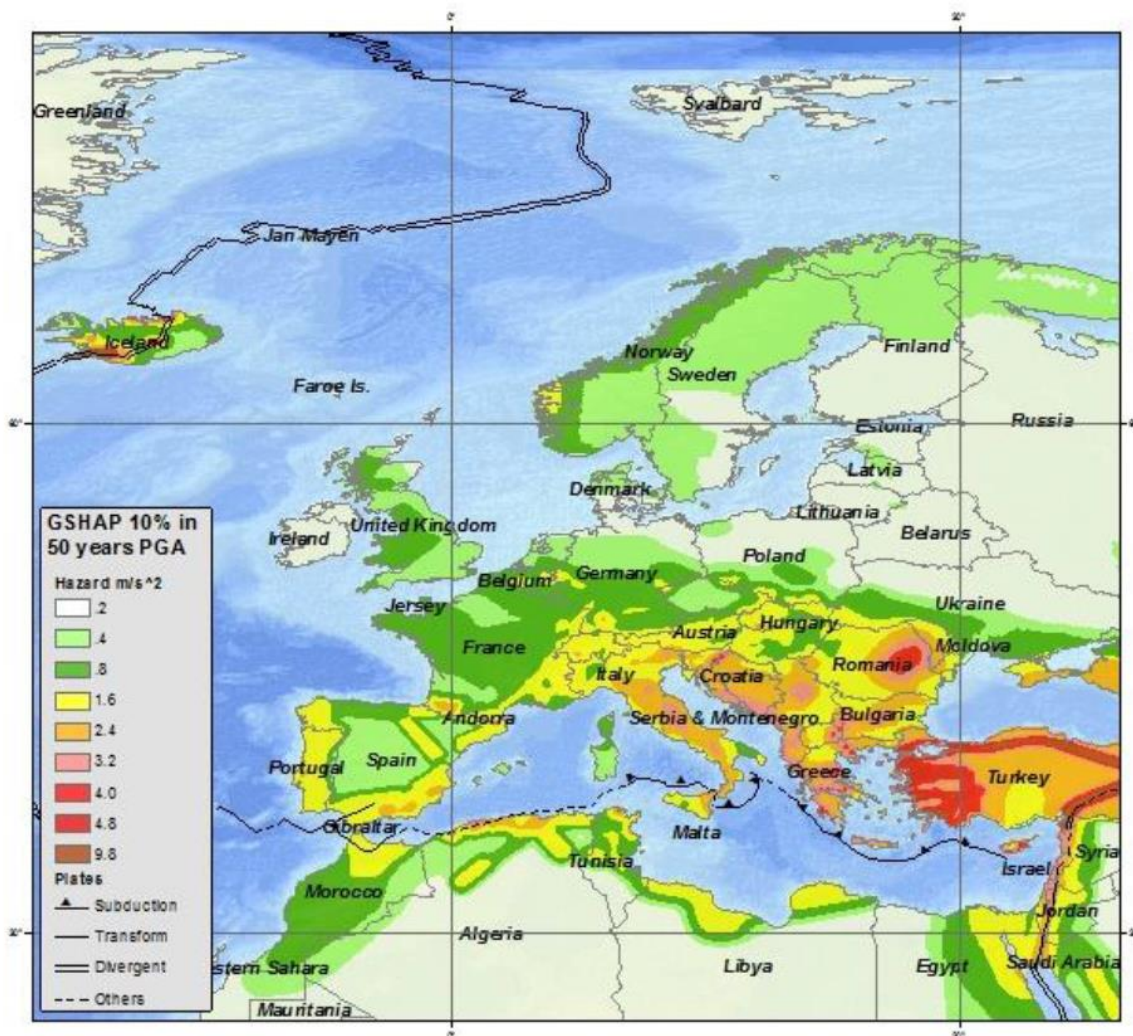 0°
Svalbard
Greenland
Jan Mayen
Iceland
Norway
Finland
Sweden
Faroe Is.
Russia
Estonia
Latvia
Denmark
Lithuania
United Kingdom
Ireland
Belarus
Poland
Germany
Belgium
Jersey
Ukraine
Hungary
Austria
Moldova
France
Romania
Italy
Croatia
Andorra
Serbia & Montenegro
Bulgaria
Spain
Portugal
Greece
Turkey
Gibraltar
Malta
Tunisia
Israel
Syria
Morocco
Jordan
Algeria
Libya
Egypt
Saudi Arabia
stern Sahara
Mauritania
GSHAP 10% in
50 years PGA
Hazard m/s^2
.2
.4
.8
1.6
2.4
3.2
4.0
4.8
9.8
Plates
Subduction
Transform
Divergent
Others